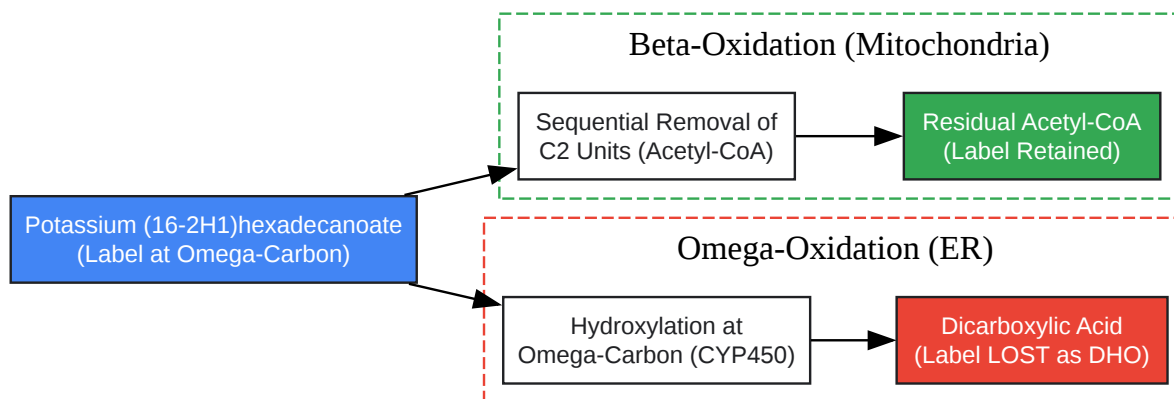 Beta-Oxidation (Mitochondria)
Sequential Removal of
C2 Units (Acetyl-CoA)
Residual Acetyl-CoA
(Label Retained)
Potassium (16-2H1)hexadecanoate
(Label at Omega-Carbon)
Omega-Oxidation (ER)
Hydroxylation at
Omega-Carbon (CYP450)
Dicarboxylic Acid
(Label LOST as DHO)